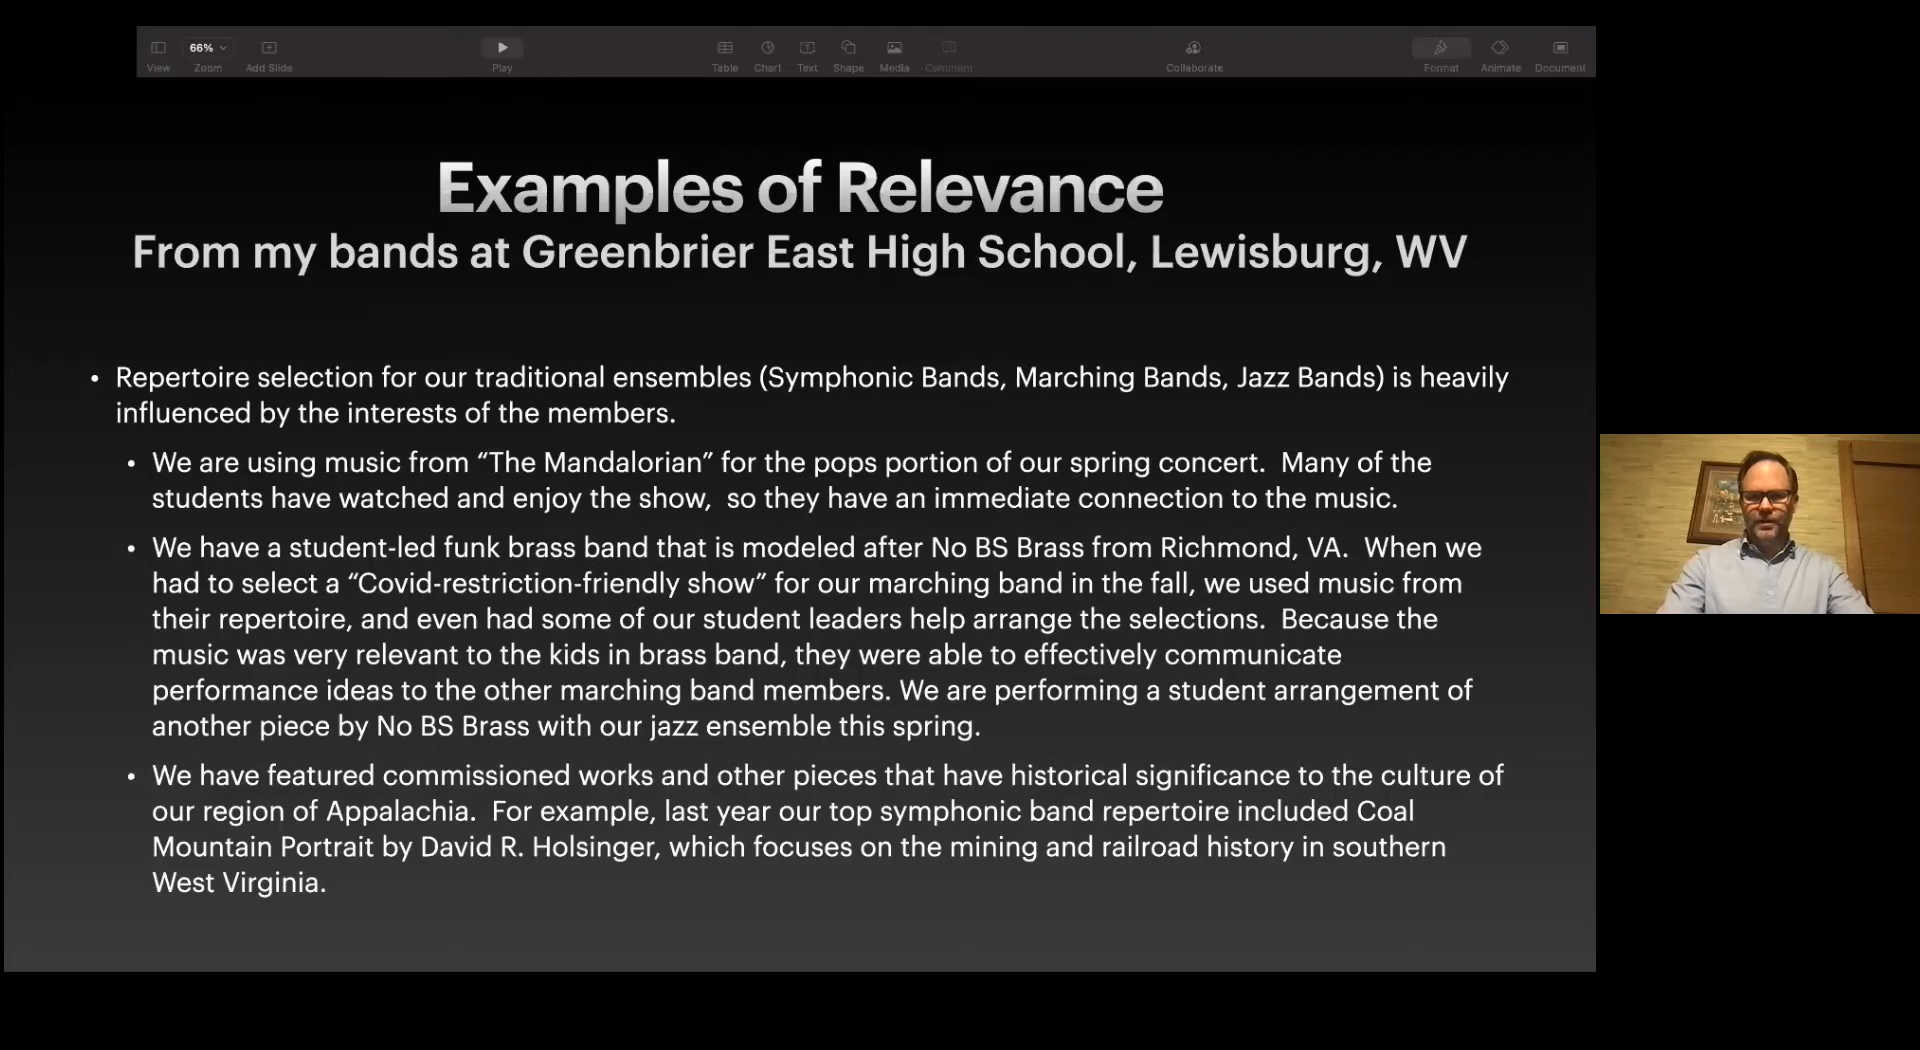 66%
View
Zoom
Add Slide
Play
Table
Chart
Text
Shape
Media
Comment
Collaborate
Format
Animate
Document
Examples of Relevance
From my bands at Greenbrier East High School, Lewisburg, WV
• Repertoire selection for our traditional ensembles (Symphonic Bands, Marching Bands, Jazz Bands) is heavily
influenced by the interests of the members.
• We are using music from “The Mandalorian” for the pops portion of our spring concert.  Many of the
students have watched and enjoy the show,  so they have an immediate connection to the music.
• We have a student-led funk brass band that is modeled after No BS Brass from Richmond, VA.  When we
had to select a “Covid-restriction-friendly show” for our marching band in the fall, we used music from
their repertoire, and even had some of our student leaders help arrange the selections.  Because the
music was very relevant to the kids in brass band, they were able to effectively communicate
performance ideas to the other marching band members. We are performing a student arrangement of
another piece by No BS Brass with our jazz ensemble this spring.
• We have featured commissioned works and other pieces that have historical significance to the culture of
our region of Appalachia.  For example, last year our top symphonic band repertoire included Coal
Mountain Portrait by David R. Holsinger, which focuses on the mining and railroad history in southern
West Virginia.